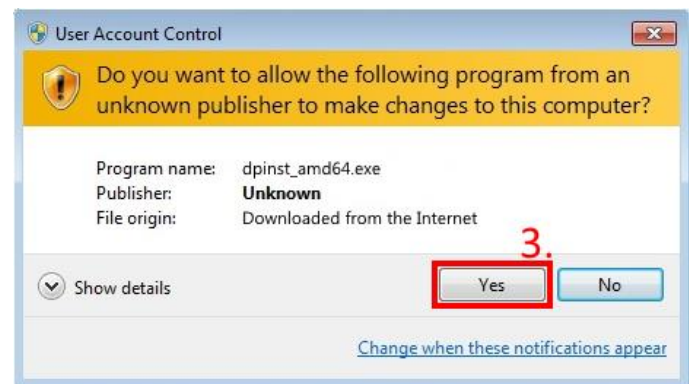 User Account Control
Do you want to allow the following program from an
unknown publisher to make changes to this computer?
Program name: dpinst_amd64.exe
Publisher: Unknown
File origin: Downloaded from the Internet
3.
Show details Yes No
Change when these notifications appear